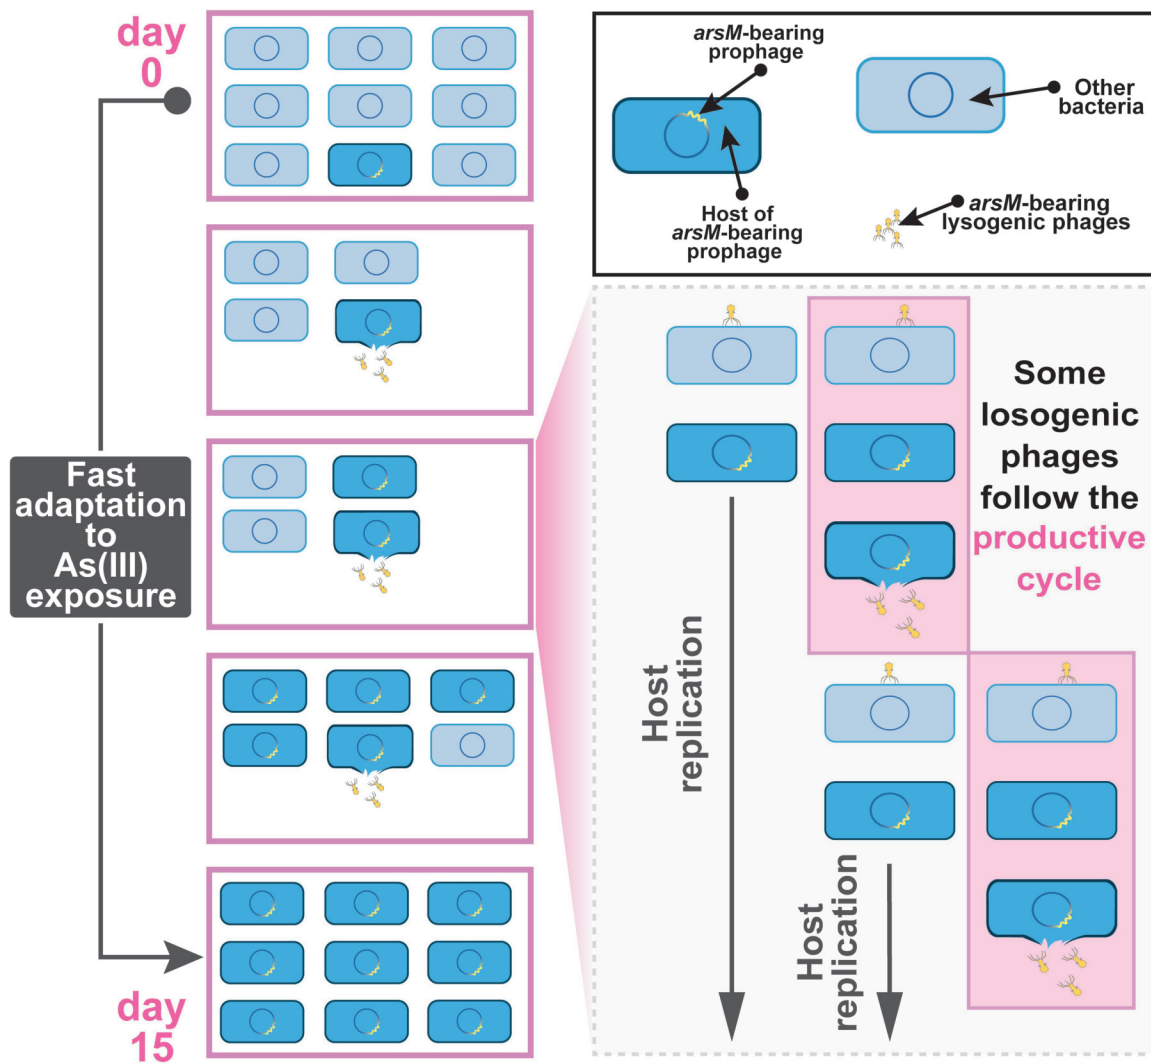 day
0
Fast
adaptation
to
As(III)
exposure
day
15
arsM-bearing
prophage
Other
bacteria
Host of
arsM-bearing
prophage
arsM-bearing
lysogenic phages
Some
losogenic
phages
follow the
productive
cycle
Host
replication
Host
replication